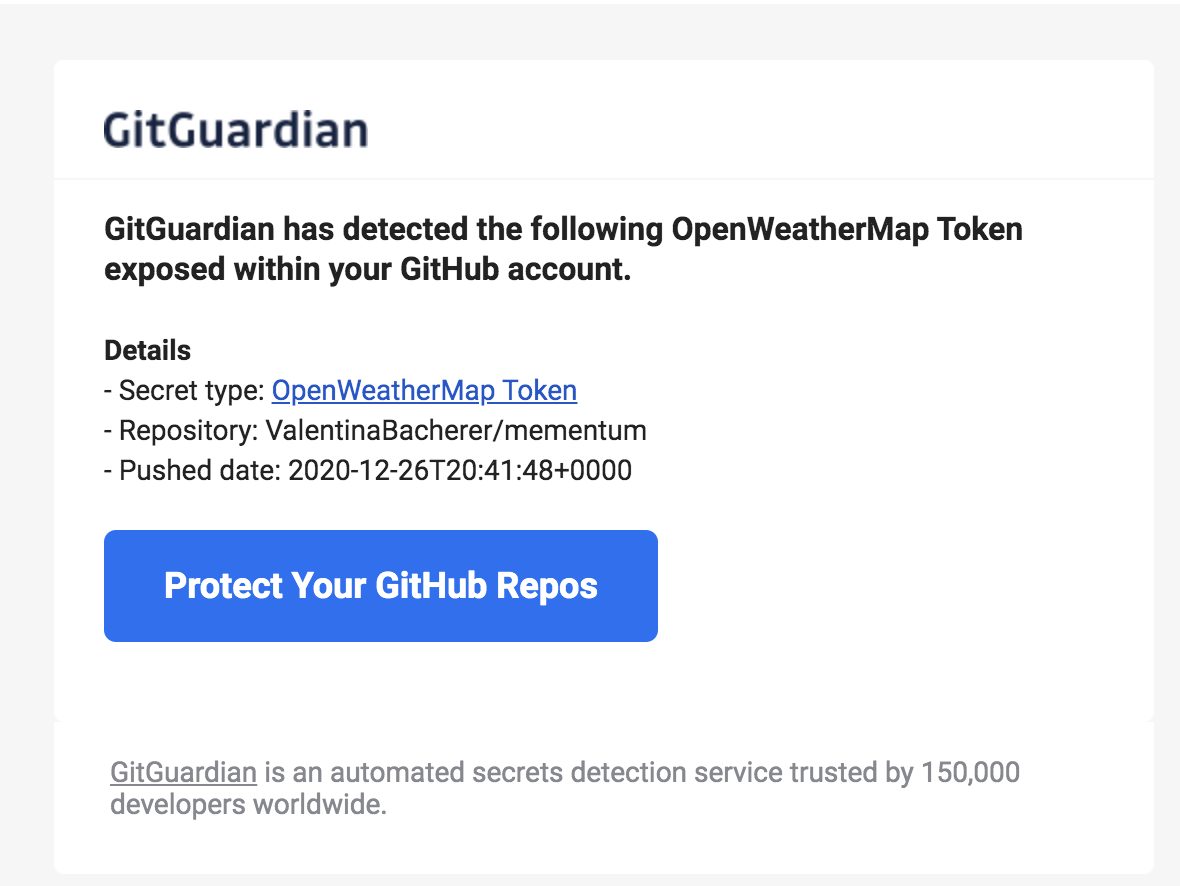 GitGuardian
GitGuardian has detected the following OpenWeatherMap Token
exposed within your GitHub account.
Details
- Secret type: OpenWeatherMap Token
- Repository: ValentinaBacherer/mementum
- Pushed date: 2020-12-26T20:41:48+0000
Protect Your GitHub Repos
GitGuardian is an automated secrets detection service trusted by 150,000
developers worldwide.